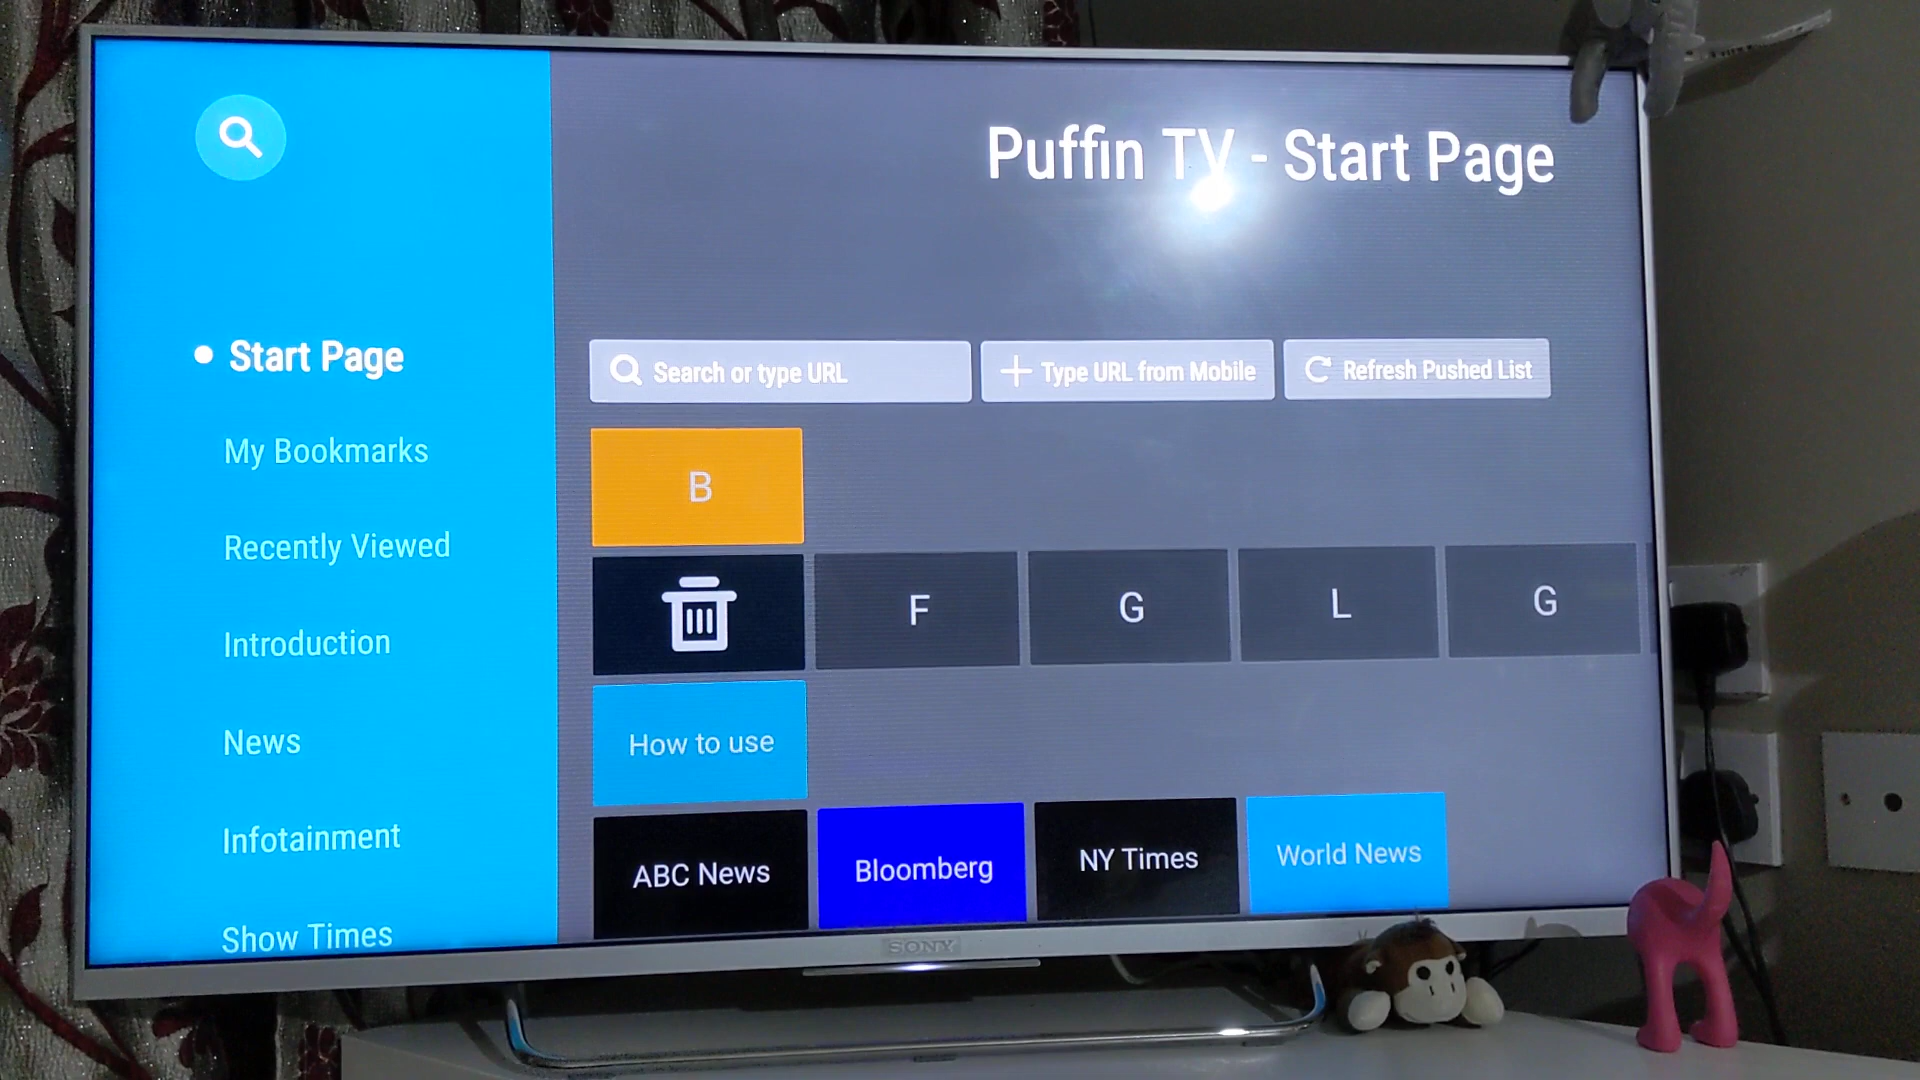 Puffin TV - Start Page
Start Page
My Bookmarks
Recently Viewed
Introduction
News
Infotainment
Show Times
Search or type URL
Type URL from Mobile
Refresh Pushed List
B
F
G
L
G
How to use
ABC News
Bloomberg
NY Times
World News
SONY